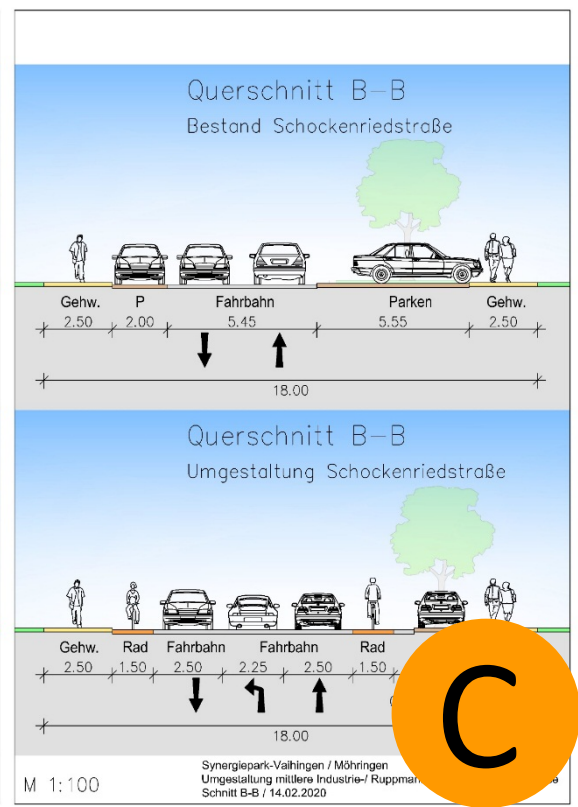 Querschnitt B-B
Bestand Schockenriedstraße
Gehw. P Fahrbahn Parken Gehw.
2.50 2.00 5.45 5.55 2.50
18.00
Querschnitt B-B
Umgestaltung Schockenriedstraße
Gehw. Rad Fahrbahn Fahrbahn Rad
2.50 1.50 2.50 2.25 2.50 1.50
18.00
C
Synergiepark-Vaihingen / Möhringen
Umgestaltung mittlere Industrie-/
M 1:100
Schnitt B-B / 14.02.2020